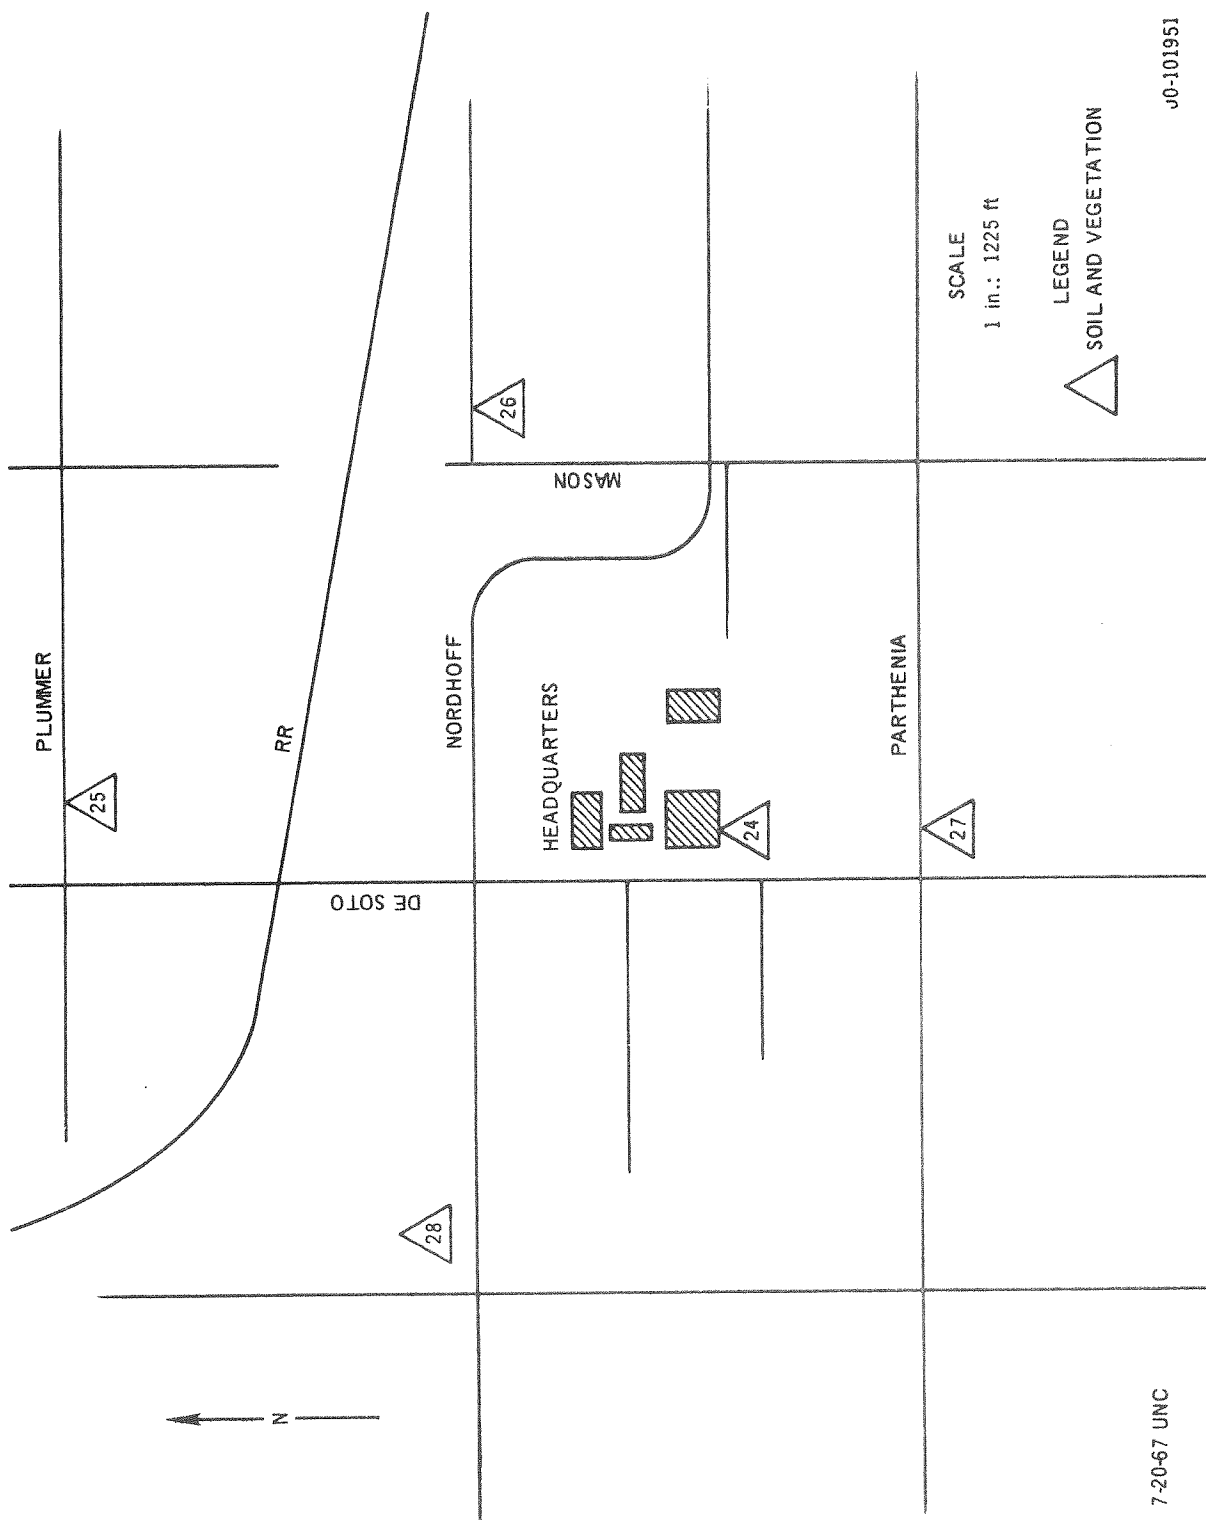 PLUMMER
25
RR
NORDHOFF
26
MASON
DE SOTO
HEADQUARTERS
24
28
N
PARTHENIA
27
SCALE
1 in.: 1225 ft
LEGEND
SOIL AND VEGETATION
7-20-67 UNC
JO-101951